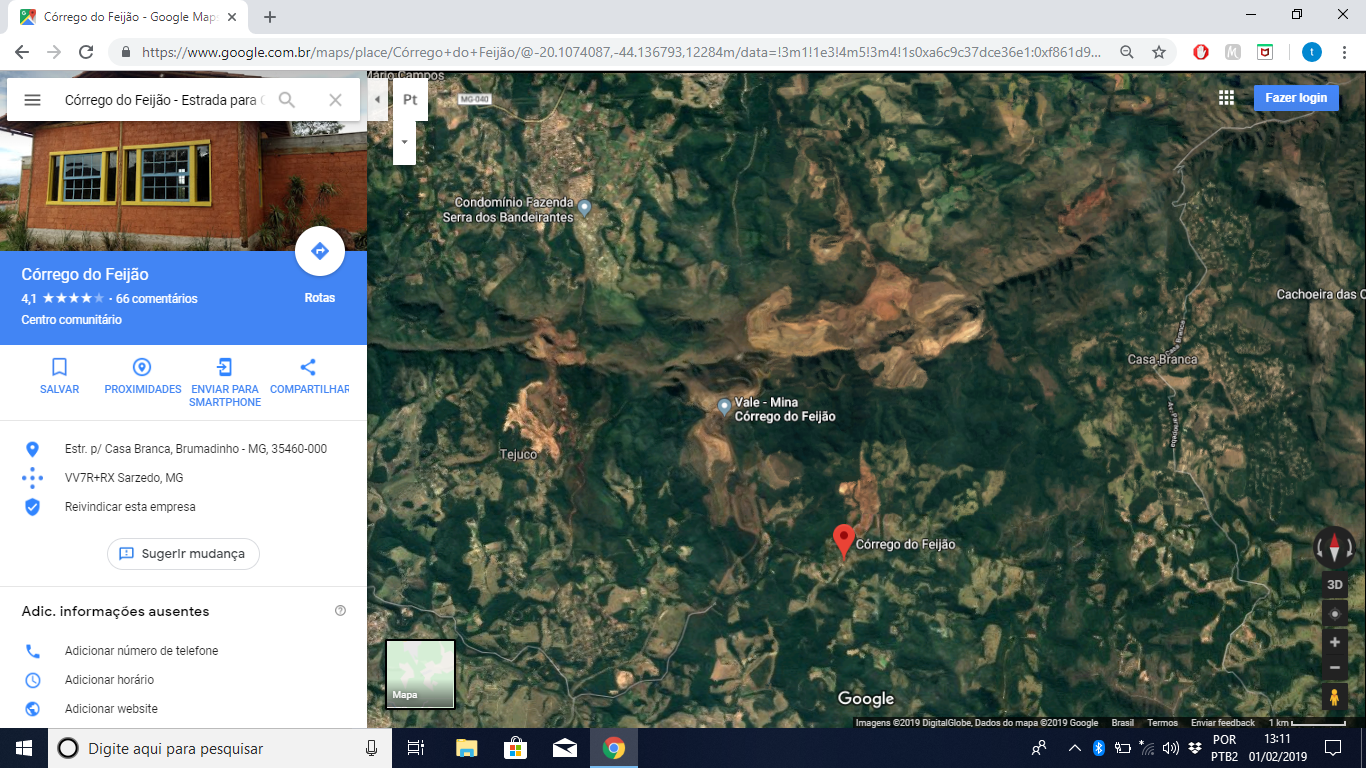 Córrego do Feijão - Google Maps
https://www.google.com.br/maps/place/Córrego+do+Feijão/@-20.1074087,-44.136793,12284m/data=!3m1!1e3!4m5!3m4!1s0xa6c9c37dce36e1:0xf861d9...
t
Córrego do Feijão - Estrada para
Pt
Mário Campos
MG-040
Fazer login
Condomínio Fazenda
Serra dos Bandeirantes
Córrego do Feijão
4,1 ★★★★★ · 66 comentários
Centro comunitário
Rotas
Cachoeira das
Casa Branca
SALVAR
PROXIMIDADES
ENVIAR PARA
SMARTPHONE
COMPARTILHAR
Vale - Mina
Córrego do Feijão
Tejuco
Estr. p/ Casa Branca, Brumadinho - MG, 35460-000
VV7R+RX Sarzedo, MG
Reivindicar esta empresa
Sugerir mudança
Córrego do Feijão
3D
Adic. informações ausentes
Adicionar número de telefone
Adicionar horário
Adicionar website
Mapa
Google
Imagens ©2019 DigitalGlobe, Dados do mapa ©2019 Google Brasil Termos Enviar feedback 1 km
Digite aqui para pesquisar
POR
PTB2
13:11
01/02/2019